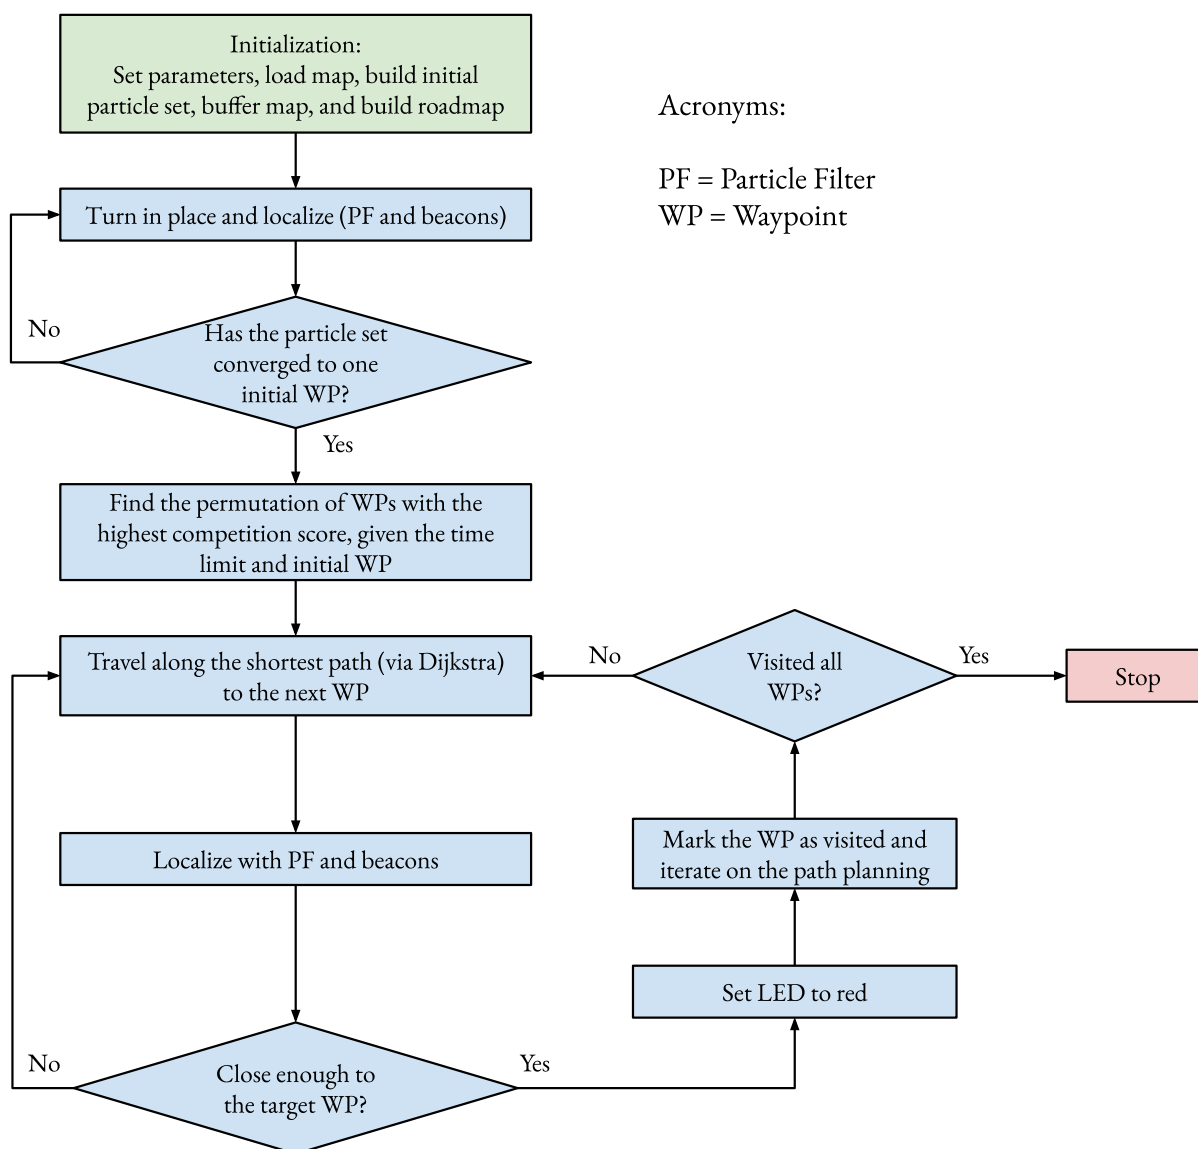 Initialization:
Set parameters, load map, build initial
particle set, buffer map, and build roadmap
Acronyms:
PF = Particle Filter
WP = Waypoint
Turn in place and localize (PF and beacons)
No
Has the particle set
converged to one
initial WP?
Yes
Find the permutation of WPs with the
highest competition score, given the time
limit and initial WP
Travel along the shortest path (via Dijkstra)
to the next WP
No
Visited all
WPs?
Yes
Stop
Localize with PF and beacons
Mark the WP as visited and
iterate on the path planning
Set LED to red
No
Close enough to
the target WP?
Yes